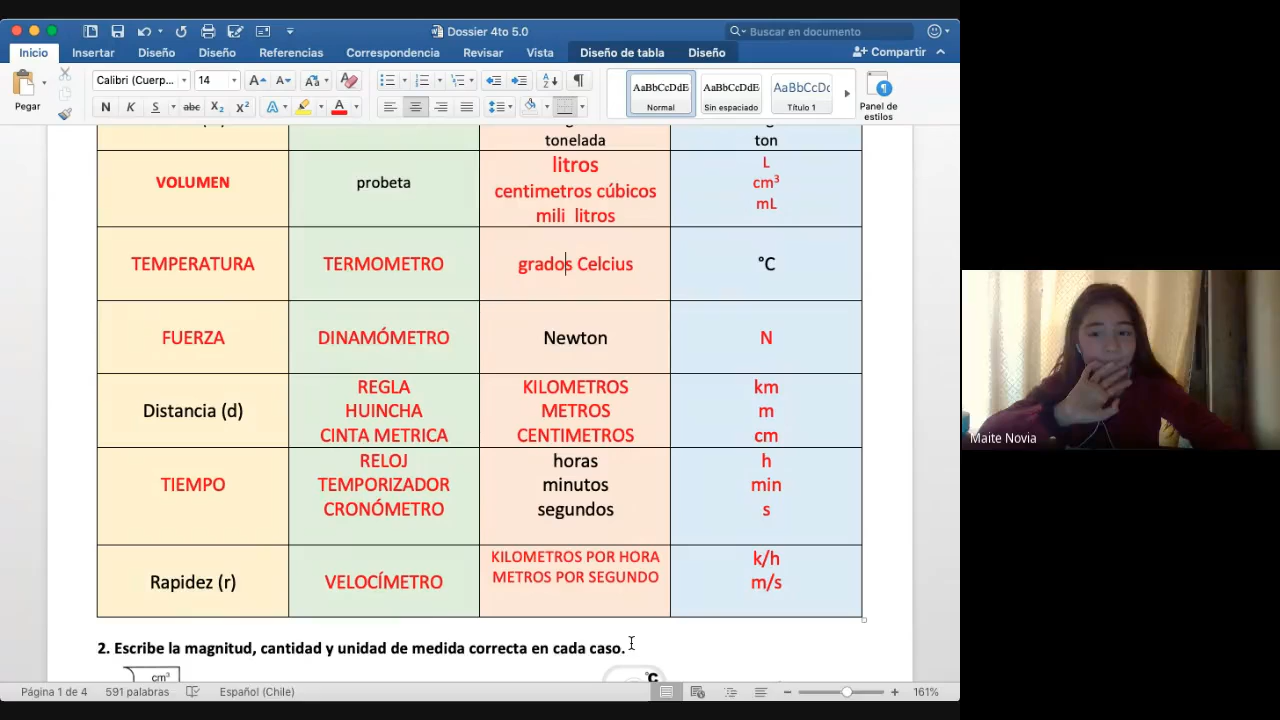 Dossier 4to 5.0
Buscar en documento
Inicio Insertar Diseño Diseño Referencias Correspondencia Revisar Vista Diseño de tabla Diseño Compartir
Pegar
Calibri (Cuerp... 14
N K S abc X₂ X²
AaBbCcDdE AaBbCcDdE AaBbCcDc
Normal Sin espaciado Título 1
Panel de estilos
tonelada ton
VOLUMEN probeta litros L
centimetros cúbicos cm³
mili litros mL
TEMPERATURA TERMOMETRO grados Celcius °C
FUERZA DINAMÓMETRO Newton N
Distancia (d) REGLA KILOMETROS km
HUINCHA METROS m
CINTA METRICA CENTIMETROS cm
TIEMPO RELOJ horas h
TEMPORIZADOR minutos min
CRONÓMETRO segundos s
Rapidez (r) VELOCÍMETRO KILOMETROS POR HORA k/h
METROS POR SEGUNDO m/s
2. Escribe la magnitud, cantidad y unidad de medida correcta en cada caso.
cm³ °C
Página 1 de 4 591 palabras Español (Chile) 161%
Maite Novia